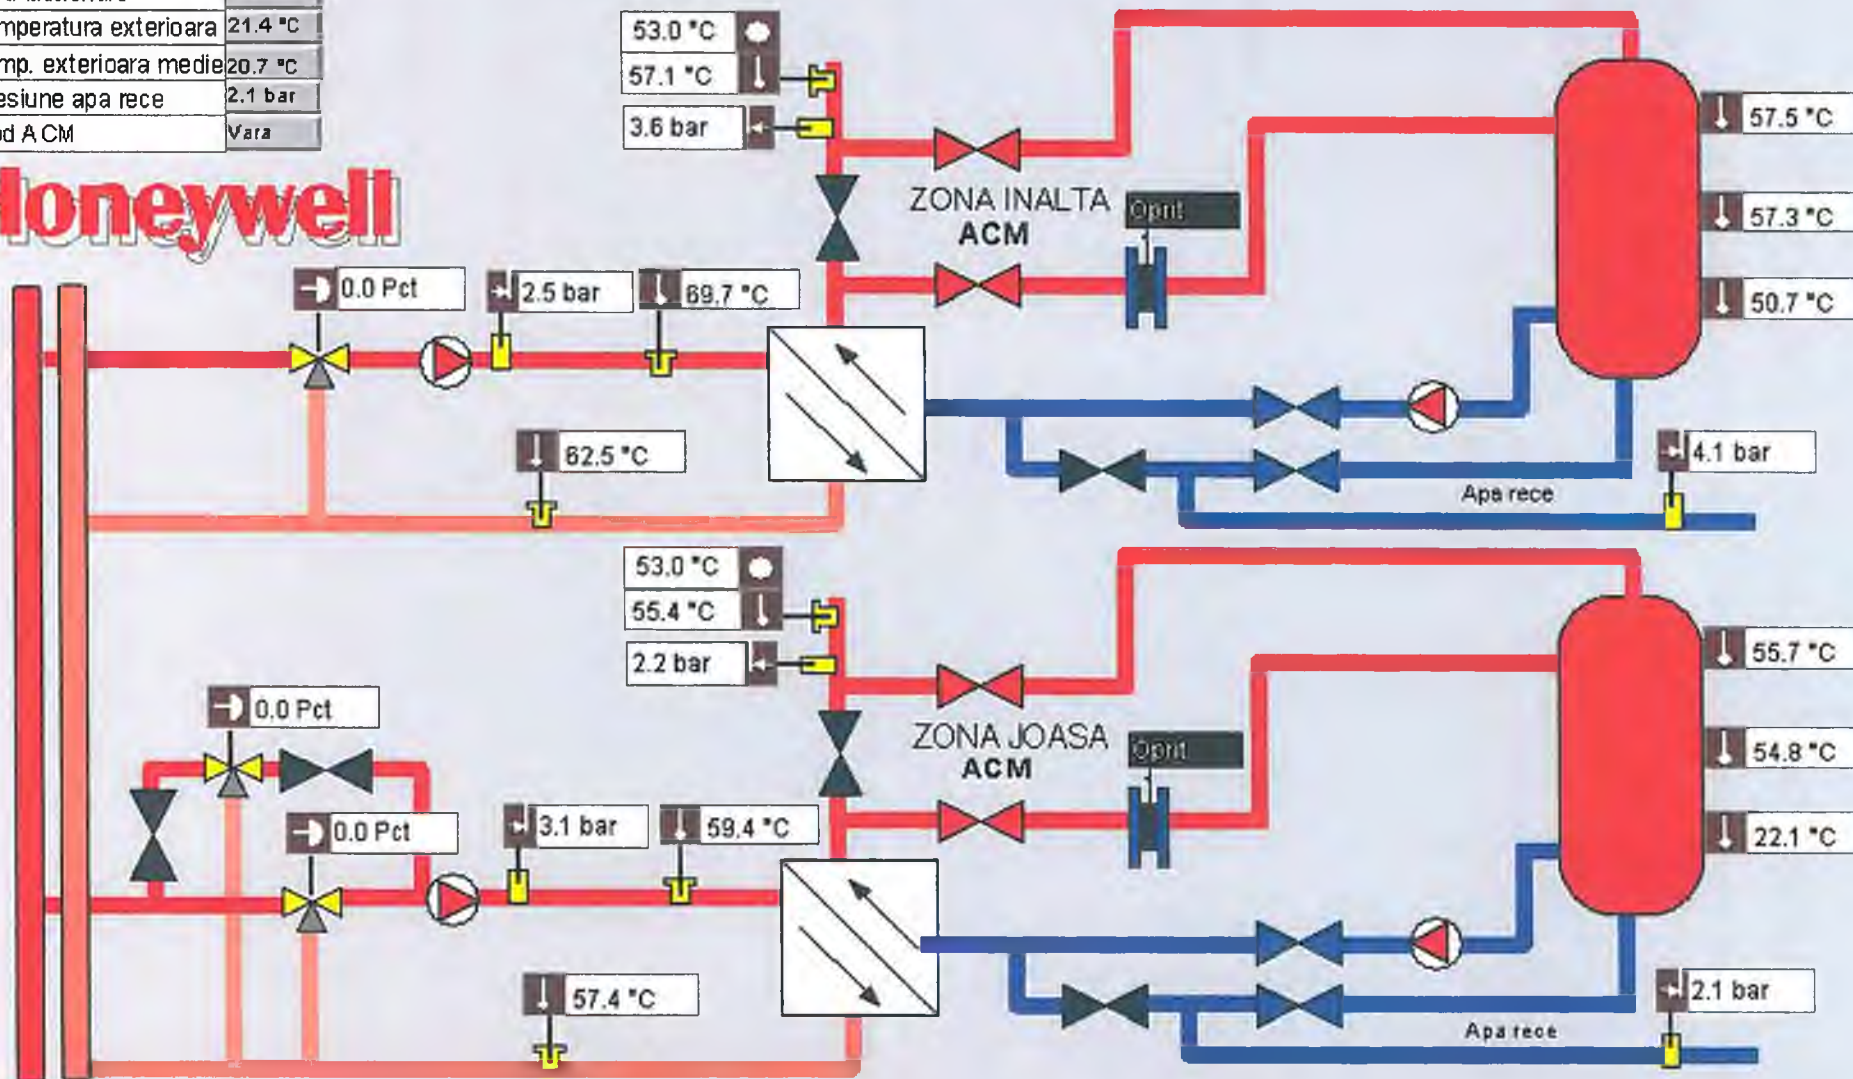 mperatura exterioara 21.4 °C
mp. exterioara medie 20.7 °C
esiune apa rece 2.1 bar
d ACM Vara
Honeywell
53.0 °C
57.1 °C
3.6 bar
ZONA INALTA
ACM
Oprit
57.5 °C
57.3 °C
50.7 °C
0.0 Pct
2.5 bar
69.7 °C
62.5 °C
4.1 bar
Apa rece
53.0 °C
55.4 °C
2.2 bar
ZONA JOASA
ACM
Oprit
55.7 °C
54.8 °C
22.1 °C
0.0 Pct
0.0 Pct
3.1 bar
59.4 °C
57.4 °C
2.1 bar
Apa rece